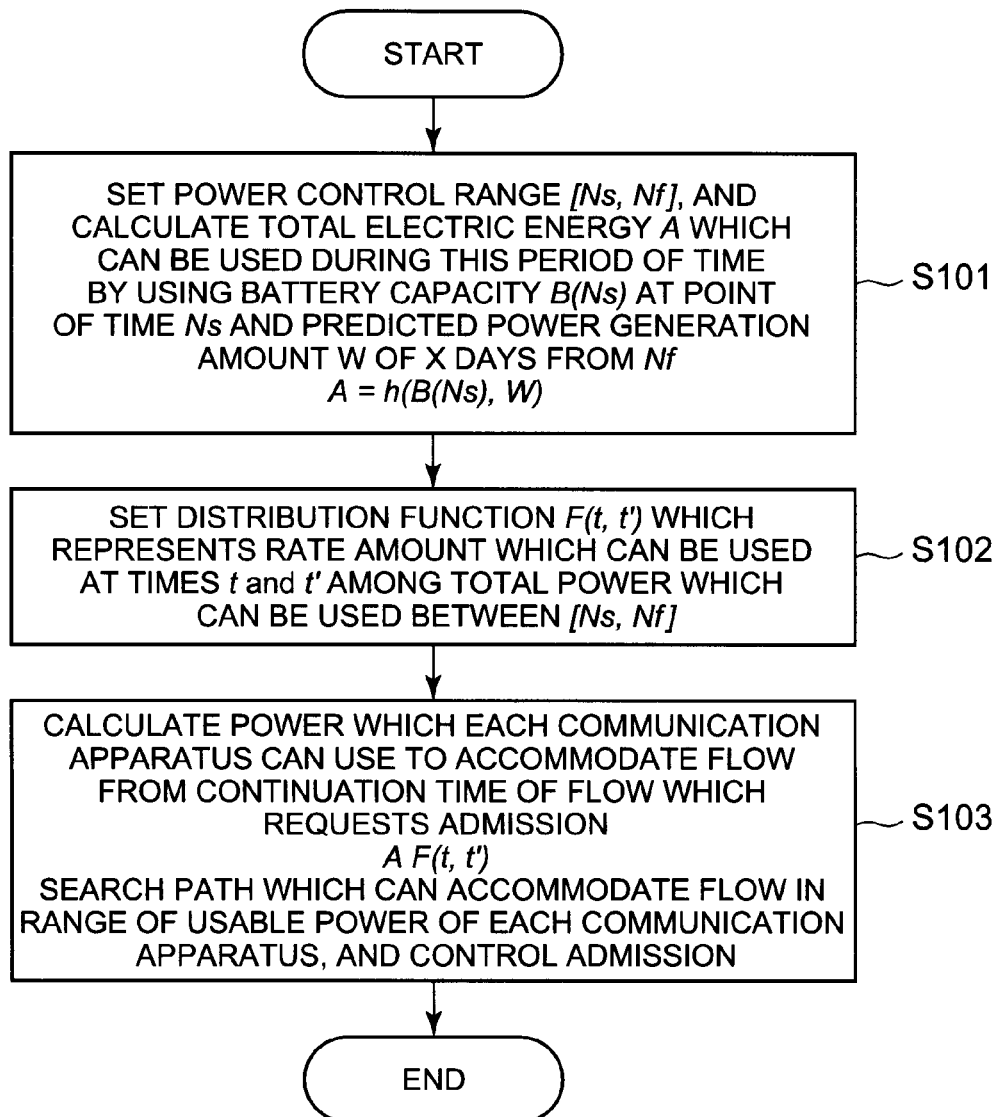 START
SET POWER CONTROL RANGE [Ns, Nf], AND
CALCULATE TOTAL ELECTRIC ENERGY A WHICH
CAN BE USED DURING THIS PERIOD OF TIME
BY USING BATTERY CAPACITY B(Ns) AT POINT
OF TIME Ns AND PREDICTED POWER GENERATION
AMOUNT W OF X DAYS FROM Nf
A = h(B(Ns), W)
S101
SET DISTRIBUTION FUNCTION F(t, t') WHICH
REPRESENTS RATE AMOUNT WHICH CAN BE USED
AT TIMES t and t' AMONG TOTAL POWER WHICH
CAN BE USED BETWEEN [Ns, Nf]
S102
CALCULATE POWER WHICH EACH COMMUNICATION
APPARATUS CAN USE TO ACCOMMODATE FLOW
FROM CONTINUATION TIME OF FLOW WHICH
REQUESTS ADMISSION
A F(t, t')
SEARCH PATH WHICH CAN ACCOMMODATE FLOW IN
RANGE OF USABLE POWER OF EACH COMMUNICATION
APPARATUS, AND CONTROL ADMISSION
S103
END